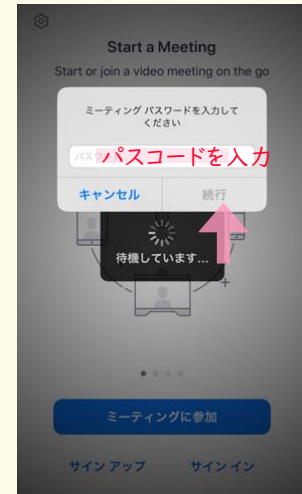 Start a Meeting
Start or join a video meeting on the go
ミーティング パスワードを入力して
ください
パスコードを入力
キャンセル
続行
待機しています...
ミーティングに参加
サイン アップ
サイン イン